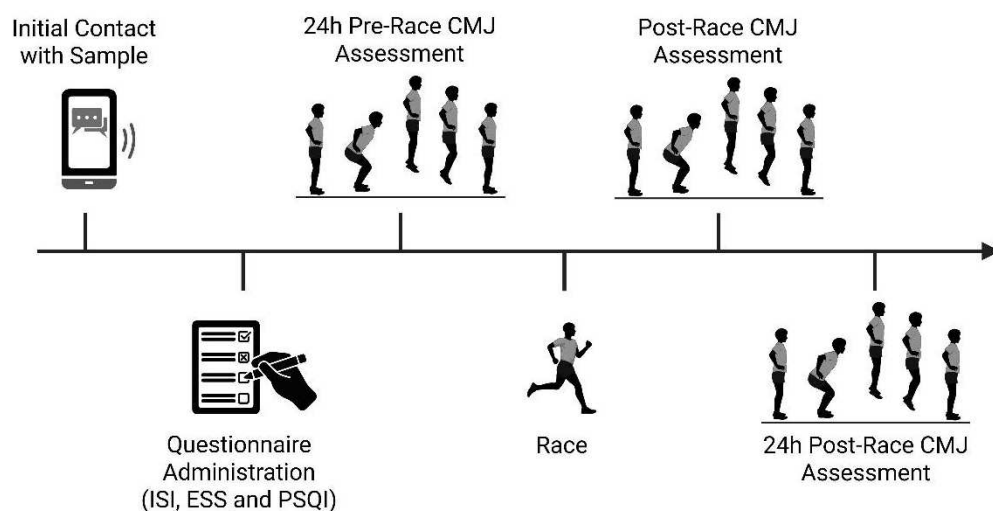 Initial Contact
with Sample
24h Pre-Race CMJ
Assessment
Post-Race CMJ
Assessment
Questionnaire
Administration
(ISI, ESS and PSQI)
Race
24h Post-Race CMJ
Assessment